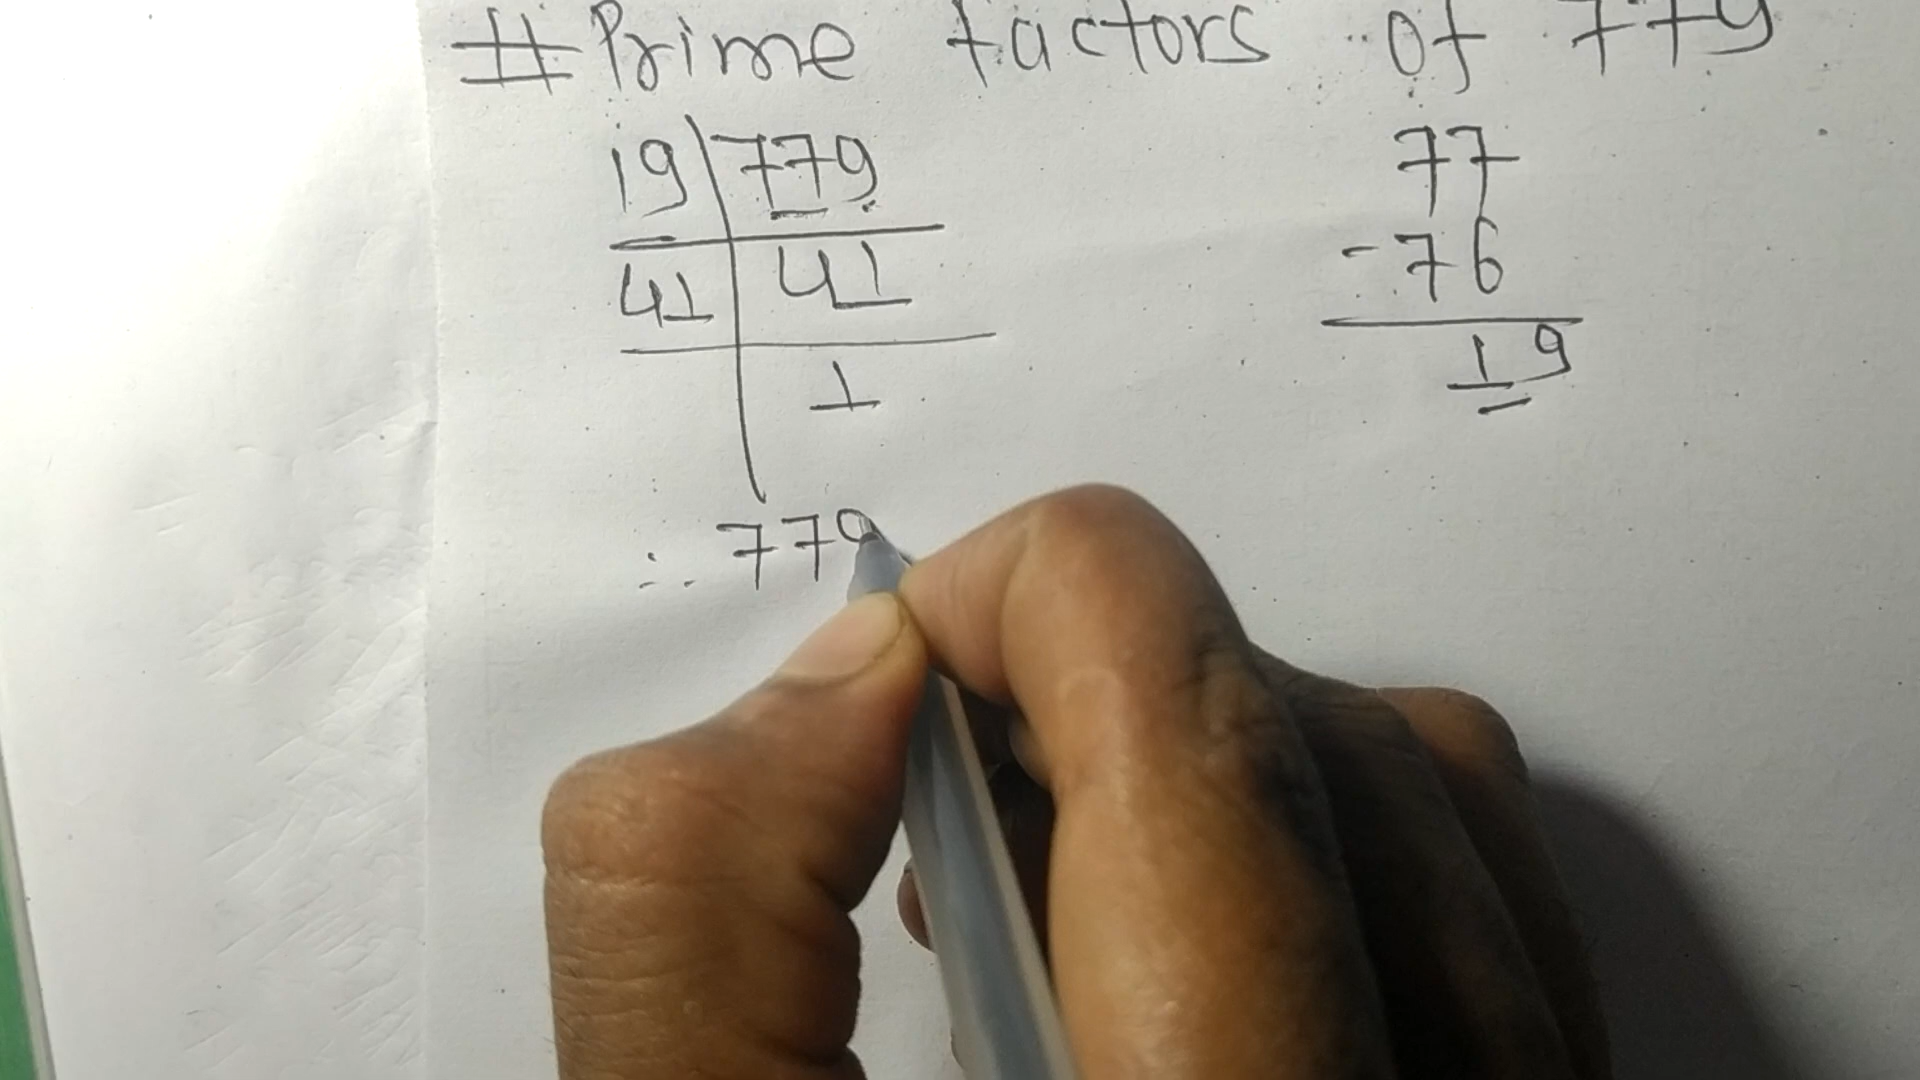 # Prime factors of 779
19 | 779
41 | 41
1
77
- 76
19
∴ 779